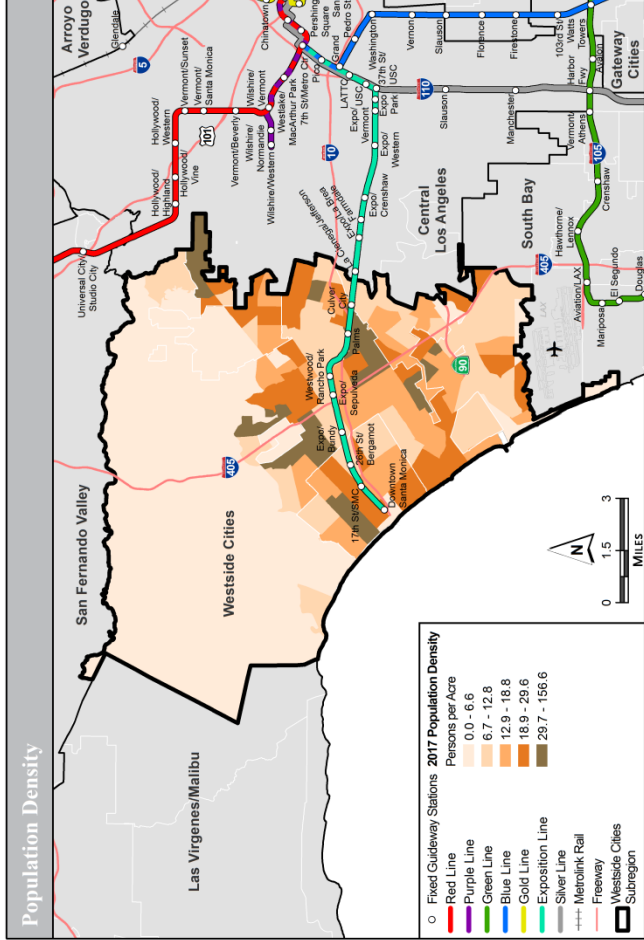 Population Density
Arroyo
Verdugo
Glendale
5
Chinatown
Pershing
Square
San
Pedro St
Grand
Pico
7th St/Metro Ctr
Westlake/
MacArthur Park
Wilshire/
Vermont
Wilshire/
Normandie
Wilshire/Western
Vermont/Beverly
Vermont/
Santa Monica
Vermont/Sunset
Hollywood/
Western
Hollywood/
Vine
Hollywood/
Highland
Universal City/
Studio City
101
10
110
Washington
Vernon
Slauson
Florence
Firestone
103rd St/
Watts
Towers
LATTC
Expo/
USC
37th St/
USC
Expo
Park
Expo/
Vermont
Expo/
Western
Expo/
Crenshaw
Farmdale
Expo/La Brea
La Cienega/Jefferson
Culver
City
Palms
Westwood/
Rancho Park
Expo/
Sepulveda
Expo/
Bundy
26th St/
Bergamot
17th St/SMC
Downtown
Santa Monica
Slauson
Manchester
Harbor
Fwy
Avalon
Gateway
Cities
Vermont/
Athens
105
Crenshaw
Hawthorne/
Lennox
Aviation/LAX
Mariposa
El Segundo
Douglas
405
405
90
LAX
San Fernando Valley
Westside Cities
Central
Los Angeles
South Bay
Las Virgenes/Malibu
N
0 1.5 3
MILES
Fixed Guideway Stations
Red Line
Purple Line
Green Line
Blue Line
Gold Line
Exposition Line
Silver Line
Metrolink Rail
Freeway
Westside Cities
Subregion
2017 Population Density
Persons per Acre
0.0 - 6.6
6.7 - 12.8
12.9 - 18.8
18.9 - 29.6
29.7 - 156.6